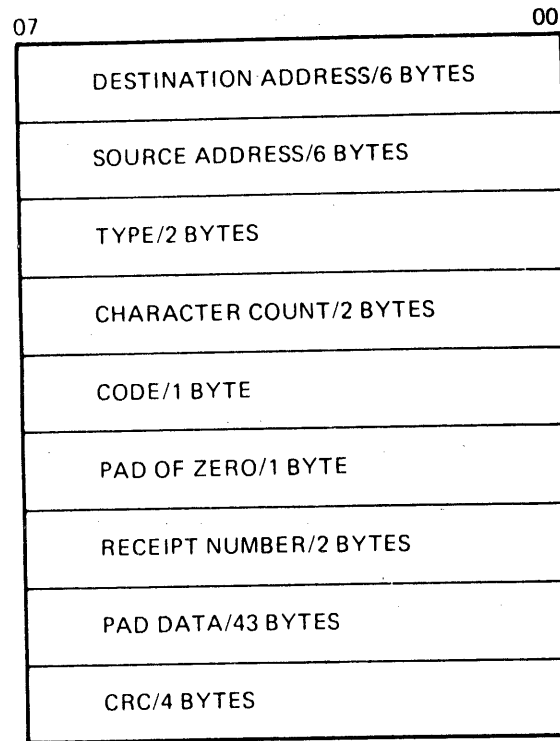 07 00
DESTINATION ADDRESS/6 BYTES
SOURCE ADDRESS/6 BYTES
TYPE/2 BYTES
CHARACTER COUNT/2 BYTES
CODE/1 BYTE
PAD OF ZERO/1 BYTE
RECEIPT NUMBER/2 BYTES
PAD DATA/43 BYTES
CRC/4 BYTES